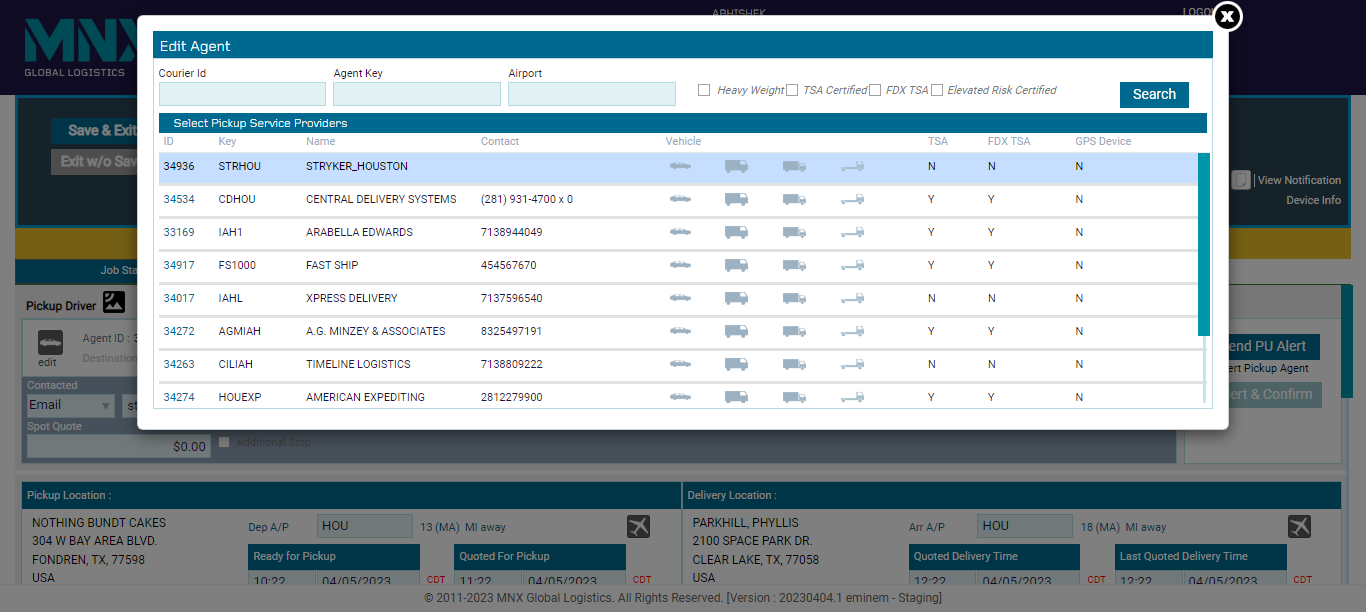 ABHISHEK
MNX
GLOBAL LOGISTICS
Edit Agent
Courier Id Agent Key Airport
Heavy Weight TSA Certified FDX TSA Elevated Risk Certified Search
Select Pickup Service Providers
ID Key Name Contact Vehicle TSA FDX TSA GPS Device
34936 STRHOU STRYKER_HOUSTON N N N
34534 CDHOU CENTRAL DELIVERY SYSTEMS (281) 931-4700 x 0 Y Y N
33169 IAH1 ARABELLA EDWARDS 7138944049 Y Y N
34917 FS1000 FAST SHIP 454567670 Y Y N
34017 IAHL XPRESS DELIVERY 7137596540 N N N
34272 AGMIAH A.G. MINZEY & ASSOCIATES 8325497191 Y Y N
34263 CILIAH TIMELINE LOGISTICS 7138809222 N N N
34274 HOUEXP AMERICAN EXPEDITING 2812279900 Y Y N
Save & Exit
Exit w/o Sav
View Notification
Device Info
Job Sta
Pickup Driver
Agent ID : 3
edit
Destination
Contacted
Email st
Spot Quote
$0.00 Additional Stop
end PU Alert
ert Pickup Agent
ert & Confirm
Pickup Location :
NOTHING BUNDT CAKES
304 W BAY AREA BLVD.
FONDREN, TX, 77598
USA
Dep A/P HOU 13 (MA) MI away
Ready for Pickup Quoted For Pickup
10:22 04/05/2023 CDT 11:22 04/05/2023 CDT
Delivery Location :
PARKHILL, PHYLLIS
2100 SPACE PARK DR.
CLEAR LAKE, TX, 77058
USA
Arr A/P HOU 18 (MA) MI away
Quoted Delivery Time Last Quoted Delivery Time
12:22 04/05/2023 CDT 12:22 04/05/2023 CDT
© 2011-2023 MNX Global Logistics. All Rights Reserved. [Version : 20230404.1 eminem - Staging]